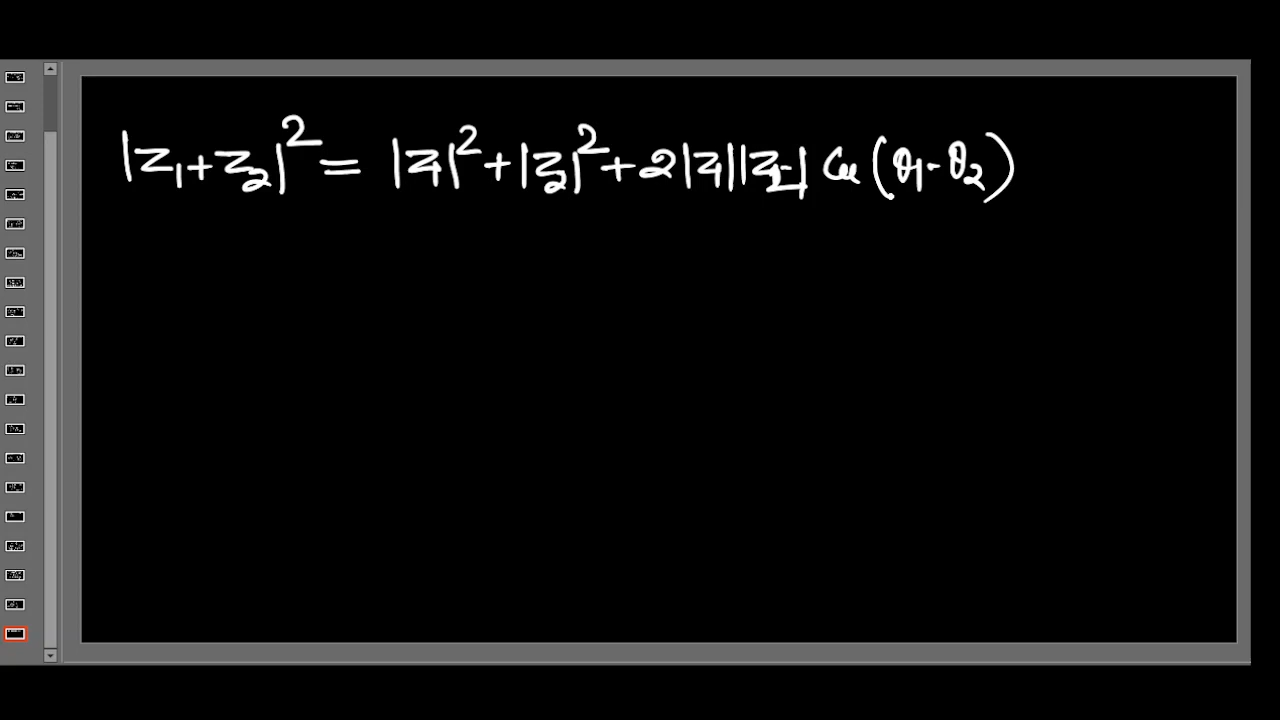 |z₁+z₂|² = |z₁|²+|z₂|²+2|z₁||z₂| Cos (θ₁-θ₂)